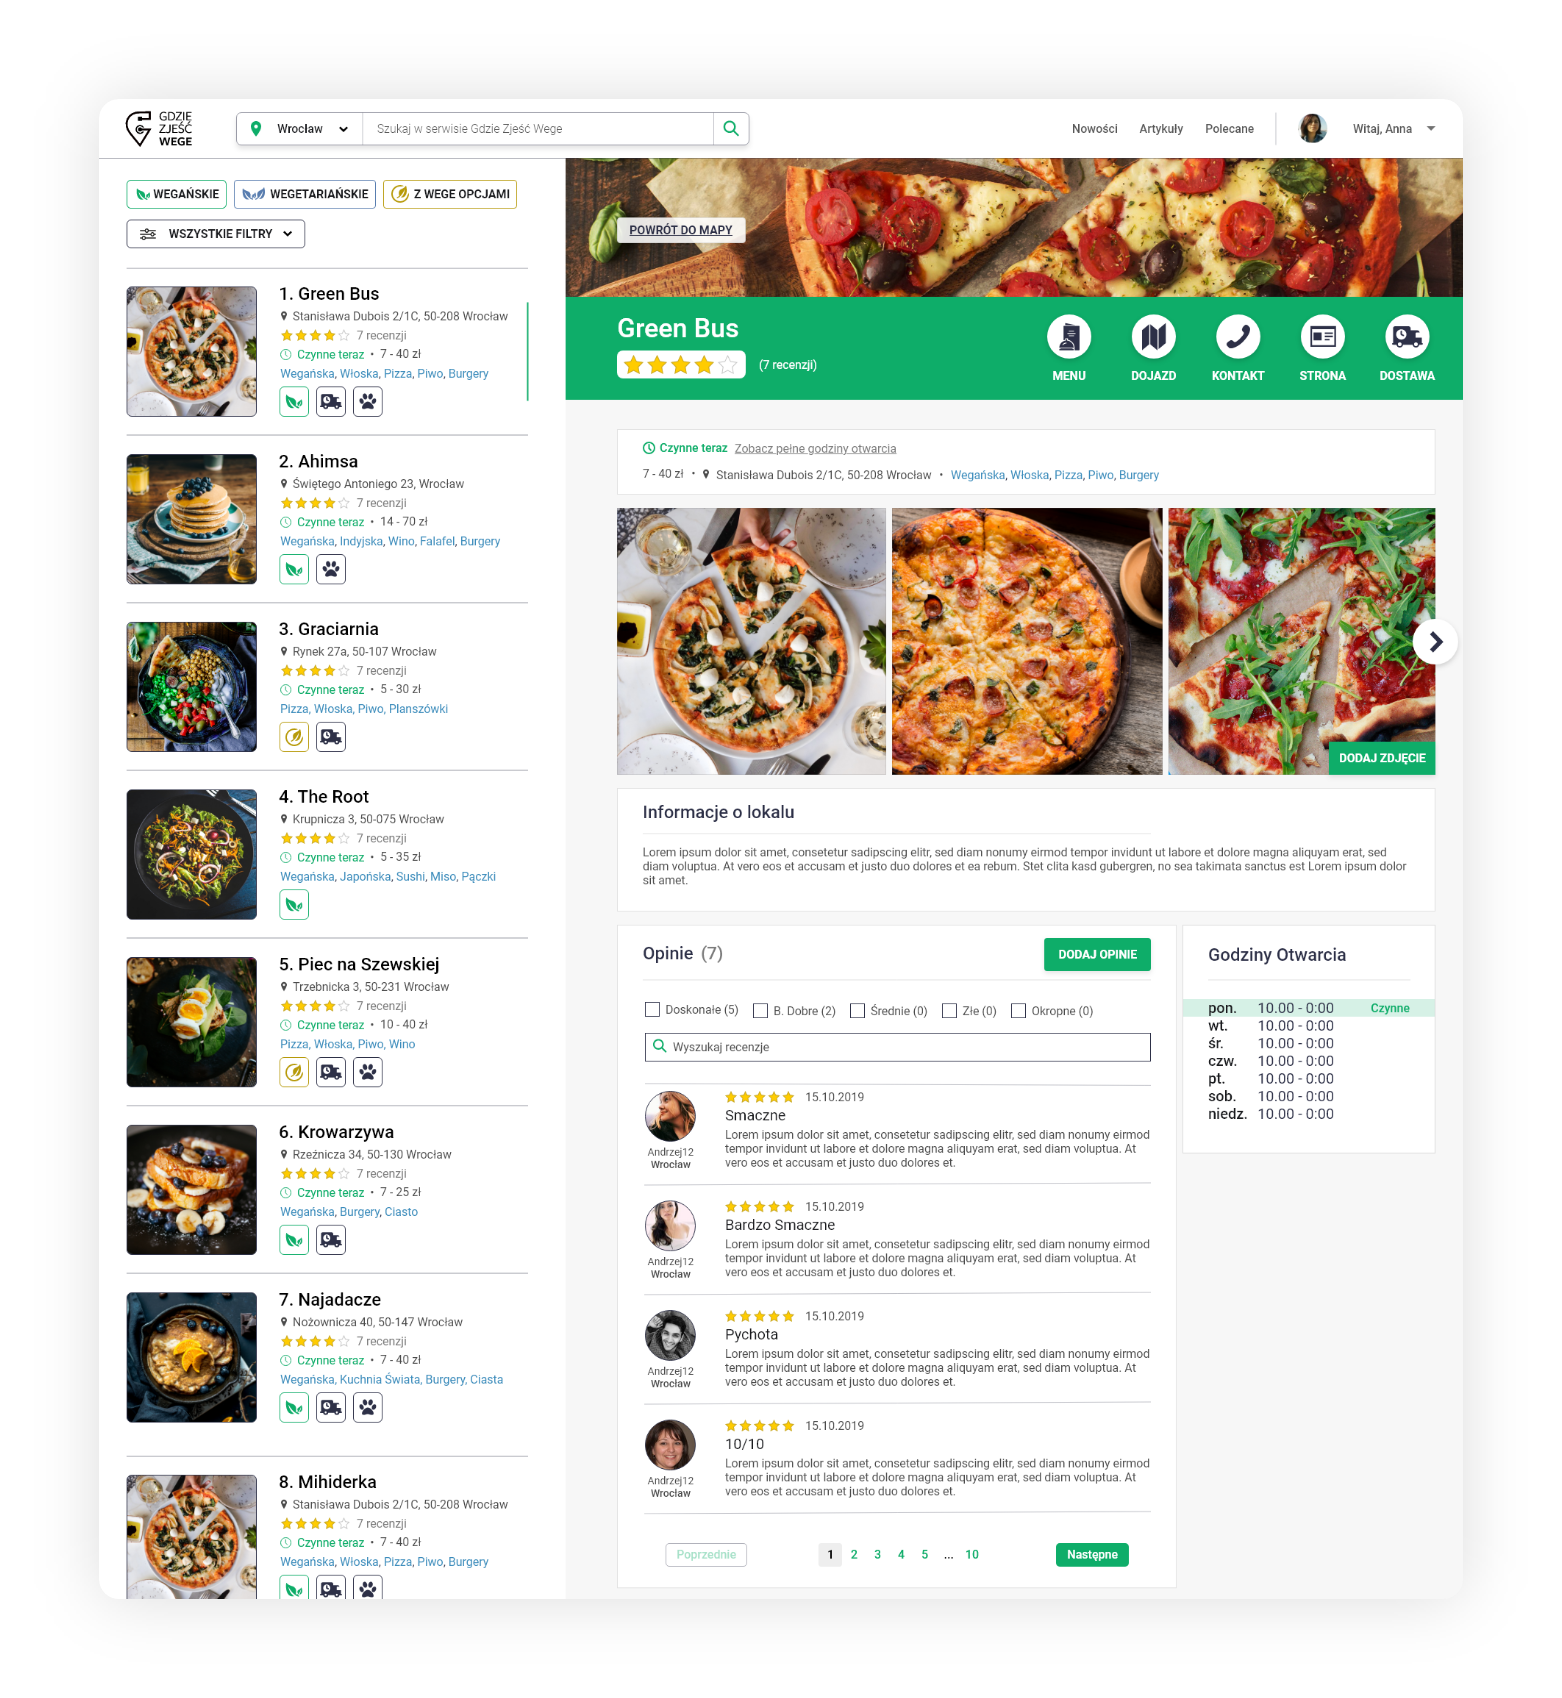 GDZIE
ZJEŚĆ
WEGE
Wrocław
Szukaj w serwisie Gdzie Zjeść Wege
Nowości
Artykuły
Polecane
Witaj, Anna
WEGAŃSKIE
WEGETARIAŃSKIE
Z WEGE OPCJAMI
WSZYSTKIE FILTRY
1. Green Bus
Stanisława Dubois 2/1C, 50-208 Wrocław
7 recenzji
Czynne teraz • 7 - 40 zł
Wegańska, Włoska, Pizza, Piwo, Burgery
2. Ahimsa
Świętego Antoniego 23, Wrocław
7 recenzji
Czynne teraz • 14 - 70 zł
Wegańska, Indyjska, Wino, Falafel, Burgery
3. Graciarnia
Rynek 27a, 50-107 Wrocław
7 recenzji
Czynne teraz • 5 - 30 zł
Pizza, Włoska, Piwo, Planszówki
4. The Root
Krupnicza 3, 50-075 Wrocław
7 recenzji
Czynne teraz • 5 - 35 zł
Wegańska, Japońska, Sushi, Miso, Pączki
5. Piec na Szewskiej
Trzebnicka 3, 50-231 Wrocław
7 recenzji
Czynne teraz • 10 - 40 zł
Pizza, Włoska, Piwo, Wino
6. Krowarzywa
Rzeźnicza 34, 50-130 Wrocław
7 recenzji
Czynne teraz • 7 - 25 zł
Wegańska, Burgery, Ciasto
7. Najadacze
Nożownicza 40, 50-147 Wrocław
7 recenzji
Czynne teraz • 7 - 40 zł
Wegańska, Kuchnia Świata, Burgery, Ciasta
8. Mihiderka
Stanisława Dubois 2/1C, 50-208 Wrocław
7 recenzji
Czynne teraz • 7 - 40 zł
Wegańska, Włoska, Pizza, Piwo, Burgery
POWRÓT DO MAPY
Green Bus
(7 recenzji)
MENU
DOJAZD
KONTAKT
STRONA
DOSTAWA
Czynne teraz Zobacz pełne godziny otwarcia
7 - 40 zł • Stanisława Dubois 2/1C, 50-208 Wrocław • Wegańska, Włoska, Pizza, Piwo, Burgery
DODAJ ZDJĘCIE
Informacje o lokalu
Lorem ipsum dolor sit amet, consetetur sadipscing elitr, sed diam nonumy eirmod tempor invidunt ut labore et dolore magna aliquyam erat, sed
diam voluptua. At vero eos et accusam et justo duo dolores et ea rebum. Stet clita kasd gubergren, no sea takimata sanctus est Lorem ipsum dolor
sit amet.
Opinie (7)
DODAJ OPINIE
Doskonałe (5)
B. Dobre (2)
Średnie (0)
Złe (0)
Okropne (0)
Wyszukaj recenzje
15.10.2019
Smaczne
Lorem ipsum dolor sit amet, consetetur sadipscing elitr, sed diam nonumy eirmod
tempor invidunt ut labore et dolore magna aliquyam erat, sed diam voluptua. At
vero eos et accusam et justo duo dolores et.
Andrzej12
Wrocław
15.10.2019
Bardzo Smaczne
Lorem ipsum dolor sit amet, consetetur sadipscing elitr, sed diam nonumy eirmod
tempor invidunt ut labore et dolore magna aliquyam erat, sed diam voluptua. At
vero eos et accusam et justo duo dolores et.
Andrzej12
Wrocław
15.10.2019
Pychota
Lorem ipsum dolor sit amet, consetetur sadipscing elitr, sed diam nonumy eirmod
tempor invidunt ut labore et dolore magna aliquyam erat, sed diam voluptua. At
vero eos et accusam et justo duo dolores et.
Andrzej12
Wrocław
15.10.2019
10/10
Lorem ipsum dolor sit amet, consetetur sadipscing elitr, sed diam nonumy eirmod
tempor invidunt ut labore et dolore magna aliquyam erat, sed diam voluptua. At
vero eos et accusam et justo duo dolores et.
Andrzej12
Wrocław
Poprzednie
1 2 3 4 5 ... 10
Następne
Godziny Otwarcia
pon. 10.00 - 0:00 Czynne
wt. 10.00 - 0:00
śr. 10.00 - 0:00
czw. 10.00 - 0:00
pt. 10.00 - 0:00
sob. 10.00 - 0:00
niedz. 10.00 - 0:00